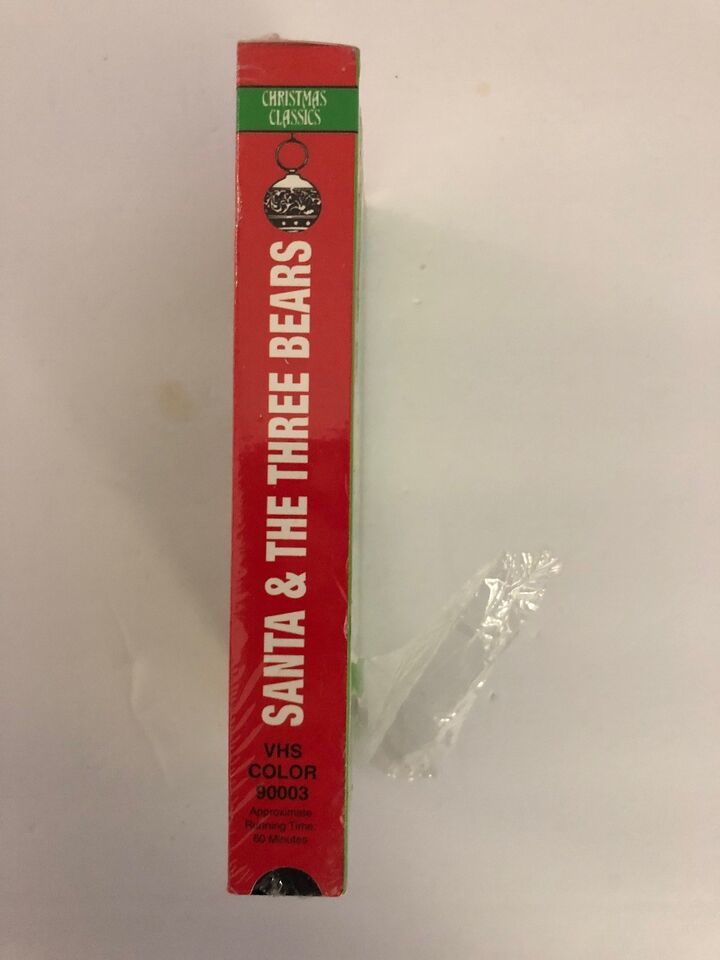 CHRISTMAS
CLASSICS
SANTA & THE THREE BEARS
VHS
COLOR
90003
Approximate
Running Time:
60 Minutes